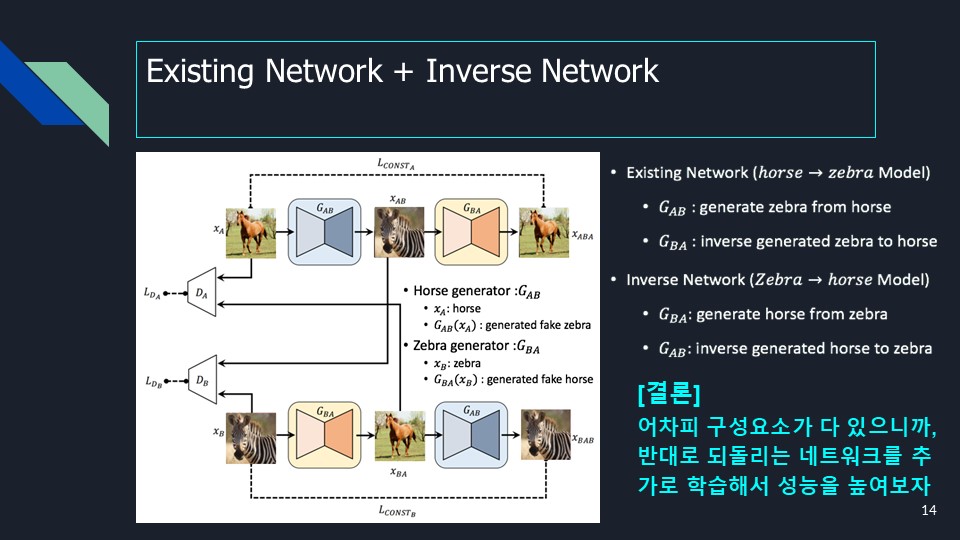 Existing Network + Inverse Network
L_{CONST_A}
G_{AB}
x_{AB}
G_{BA}
x_A
x_{ABA}
L_{D_A}
D_A
• Horse generator :G_{AB}
• x_A: horse
• G_{AB}(x_A) : generated fake zebra
• Zebra generator :G_{BA}
• x_B: zebra
• G_{BA}(x_B) : generated fake horse
L_{D_B}
D_B
G_{BA}
G_{AB}
x_B
x_{BA}
x_{BAB}
L_{CONST_B}
• Existing Network (horse → zebra Model)
• G_{AB} : generate zebra from horse
• G_{BA} : inverse generated zebra to horse
• Inverse Network (Zebra → horse Model)
• G_{BA}: generate horse from zebra
• G_{AB}: inverse generated horse to zebra
[결론]
어차피 구성요소가 다 있으니까,
반대로 되돌리는 네트워크를 추
가로 학습해서 성능을 높여보자
14